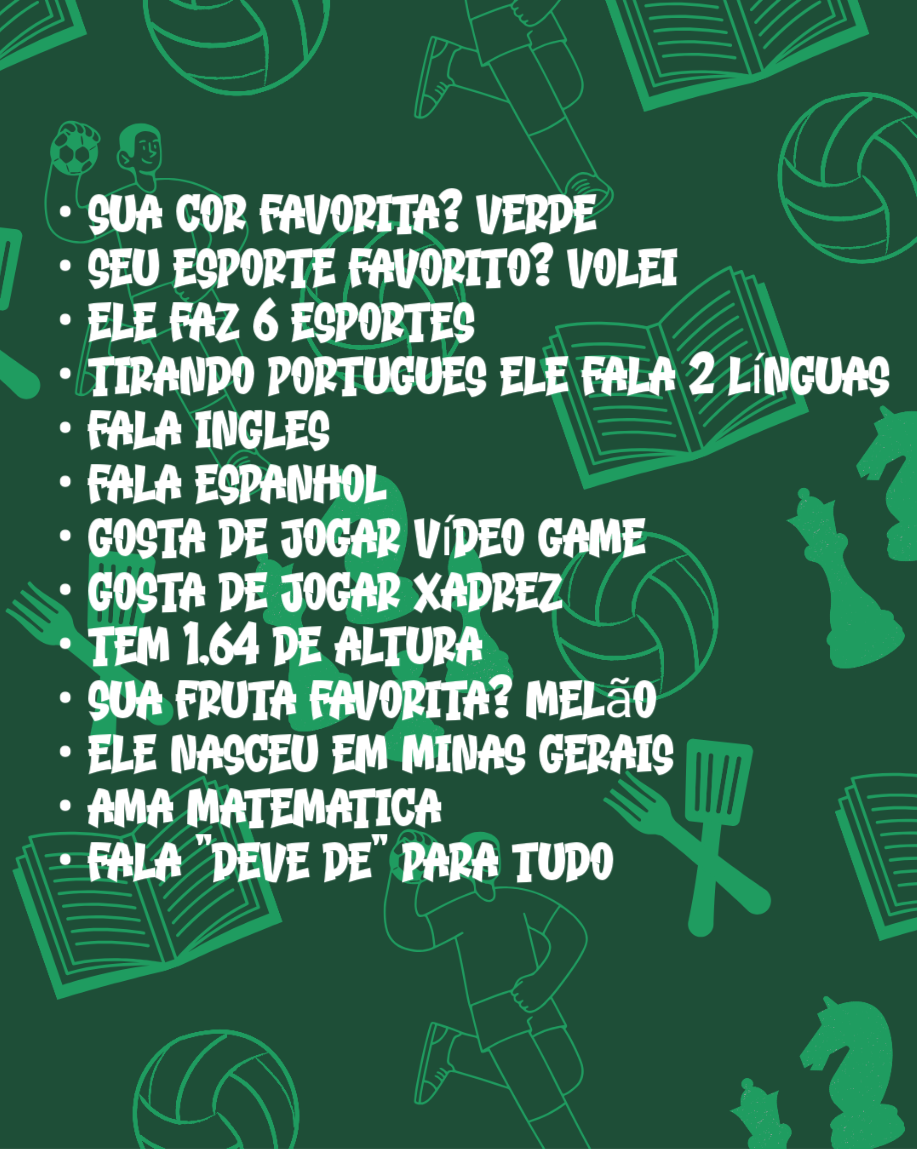 • SUA COR FAVORITA? VERDE
• SEU ESPORTE FAVORITO? VOLEI
• ELE FAZ 6 ESPORTES
• TIRANDO PORTUGUES ELE FALA 2 LÍNGUAS
• FALA INGLES
• FALA ESPANHOL
• GOSTA DE JOGAR VÍDEO GAME
• GOSTA DE JOGAR XADREZ
• TEM 1,64 DE ALTURA
• SUA FRUTA FAVORITA? MELÃO
• ELE NASCEU EM MINAS GERAIS
• AMA MATEMATICA
• FALA "DEVE DE" PARA TUDO